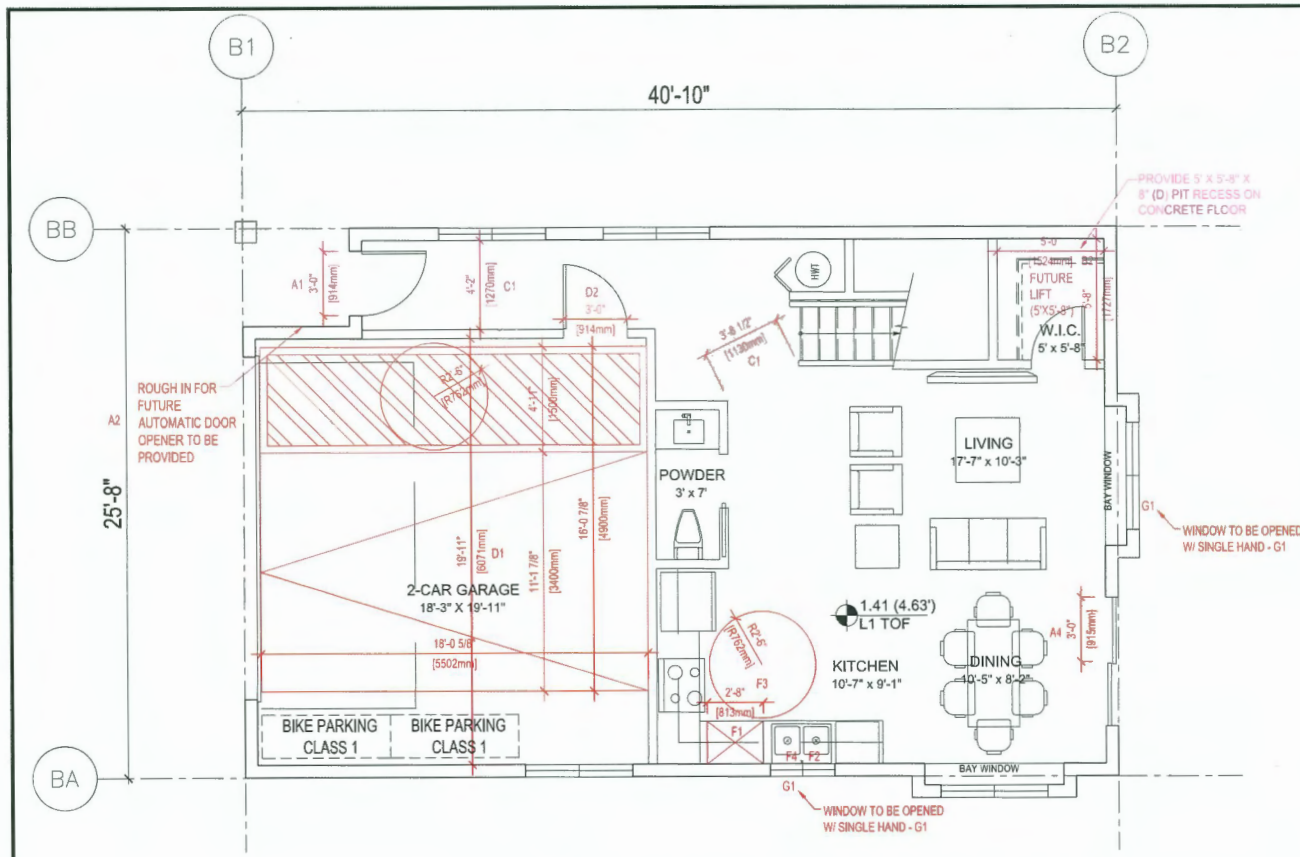 B1
B2
40'-10"
BB
PROVIDE 5' X 5'-8" X
8" (D) PIT RECESS ON
CONCRETE FLOOR
A1
3'-0"
[914mm]
4'-2"
[1270mm]
C1
D2
3'-0"
[914mm]
HWT
5'-0"
[1524mm]
FUTURE
LIFT
(5'X5'-8")
5'-8"
[1727mm]
W.I.C.
5' x 5'-8"
3'-8 1/2"
[1130mm]
C1
A2
ROUGH IN FOR
FUTURE
AUTOMATIC DOOR
OPENER TO BE
PROVIDED
R2'-6"
[R762mm]
4'-11"
[1500mm]
25'-8"
POWDER
3' x 7'
LIVING
17'-7" x 10'-3"
BAY WINDOW
G1
WINDOW TO BE OPENED
W/ SINGLE HAND - G1
19'-11"
[6071mm]
D1
11'-1 7/8"
[3400mm]
16'-0 7/8"
[4900mm]
2-CAR GARAGE
18'-3" X 19'-11"
18'-0 5/8"
[5502mm]
1.41 (4.63')
L1 TOF
R2'-6"
[R762mm]
F3
KITCHEN
10'-7" x 9'-1"
DINING
10'-5" x 8'-2"
A4
3'-0"
[915mm]
2'-8"
[813mm]
F1
F4
F2
BIKE PARKING
CLASS 1
BIKE PARKING
CLASS 1
BA
BAY WINDOW
G1
WINDOW TO BE OPENED
W/ SINGLE HAND - G1